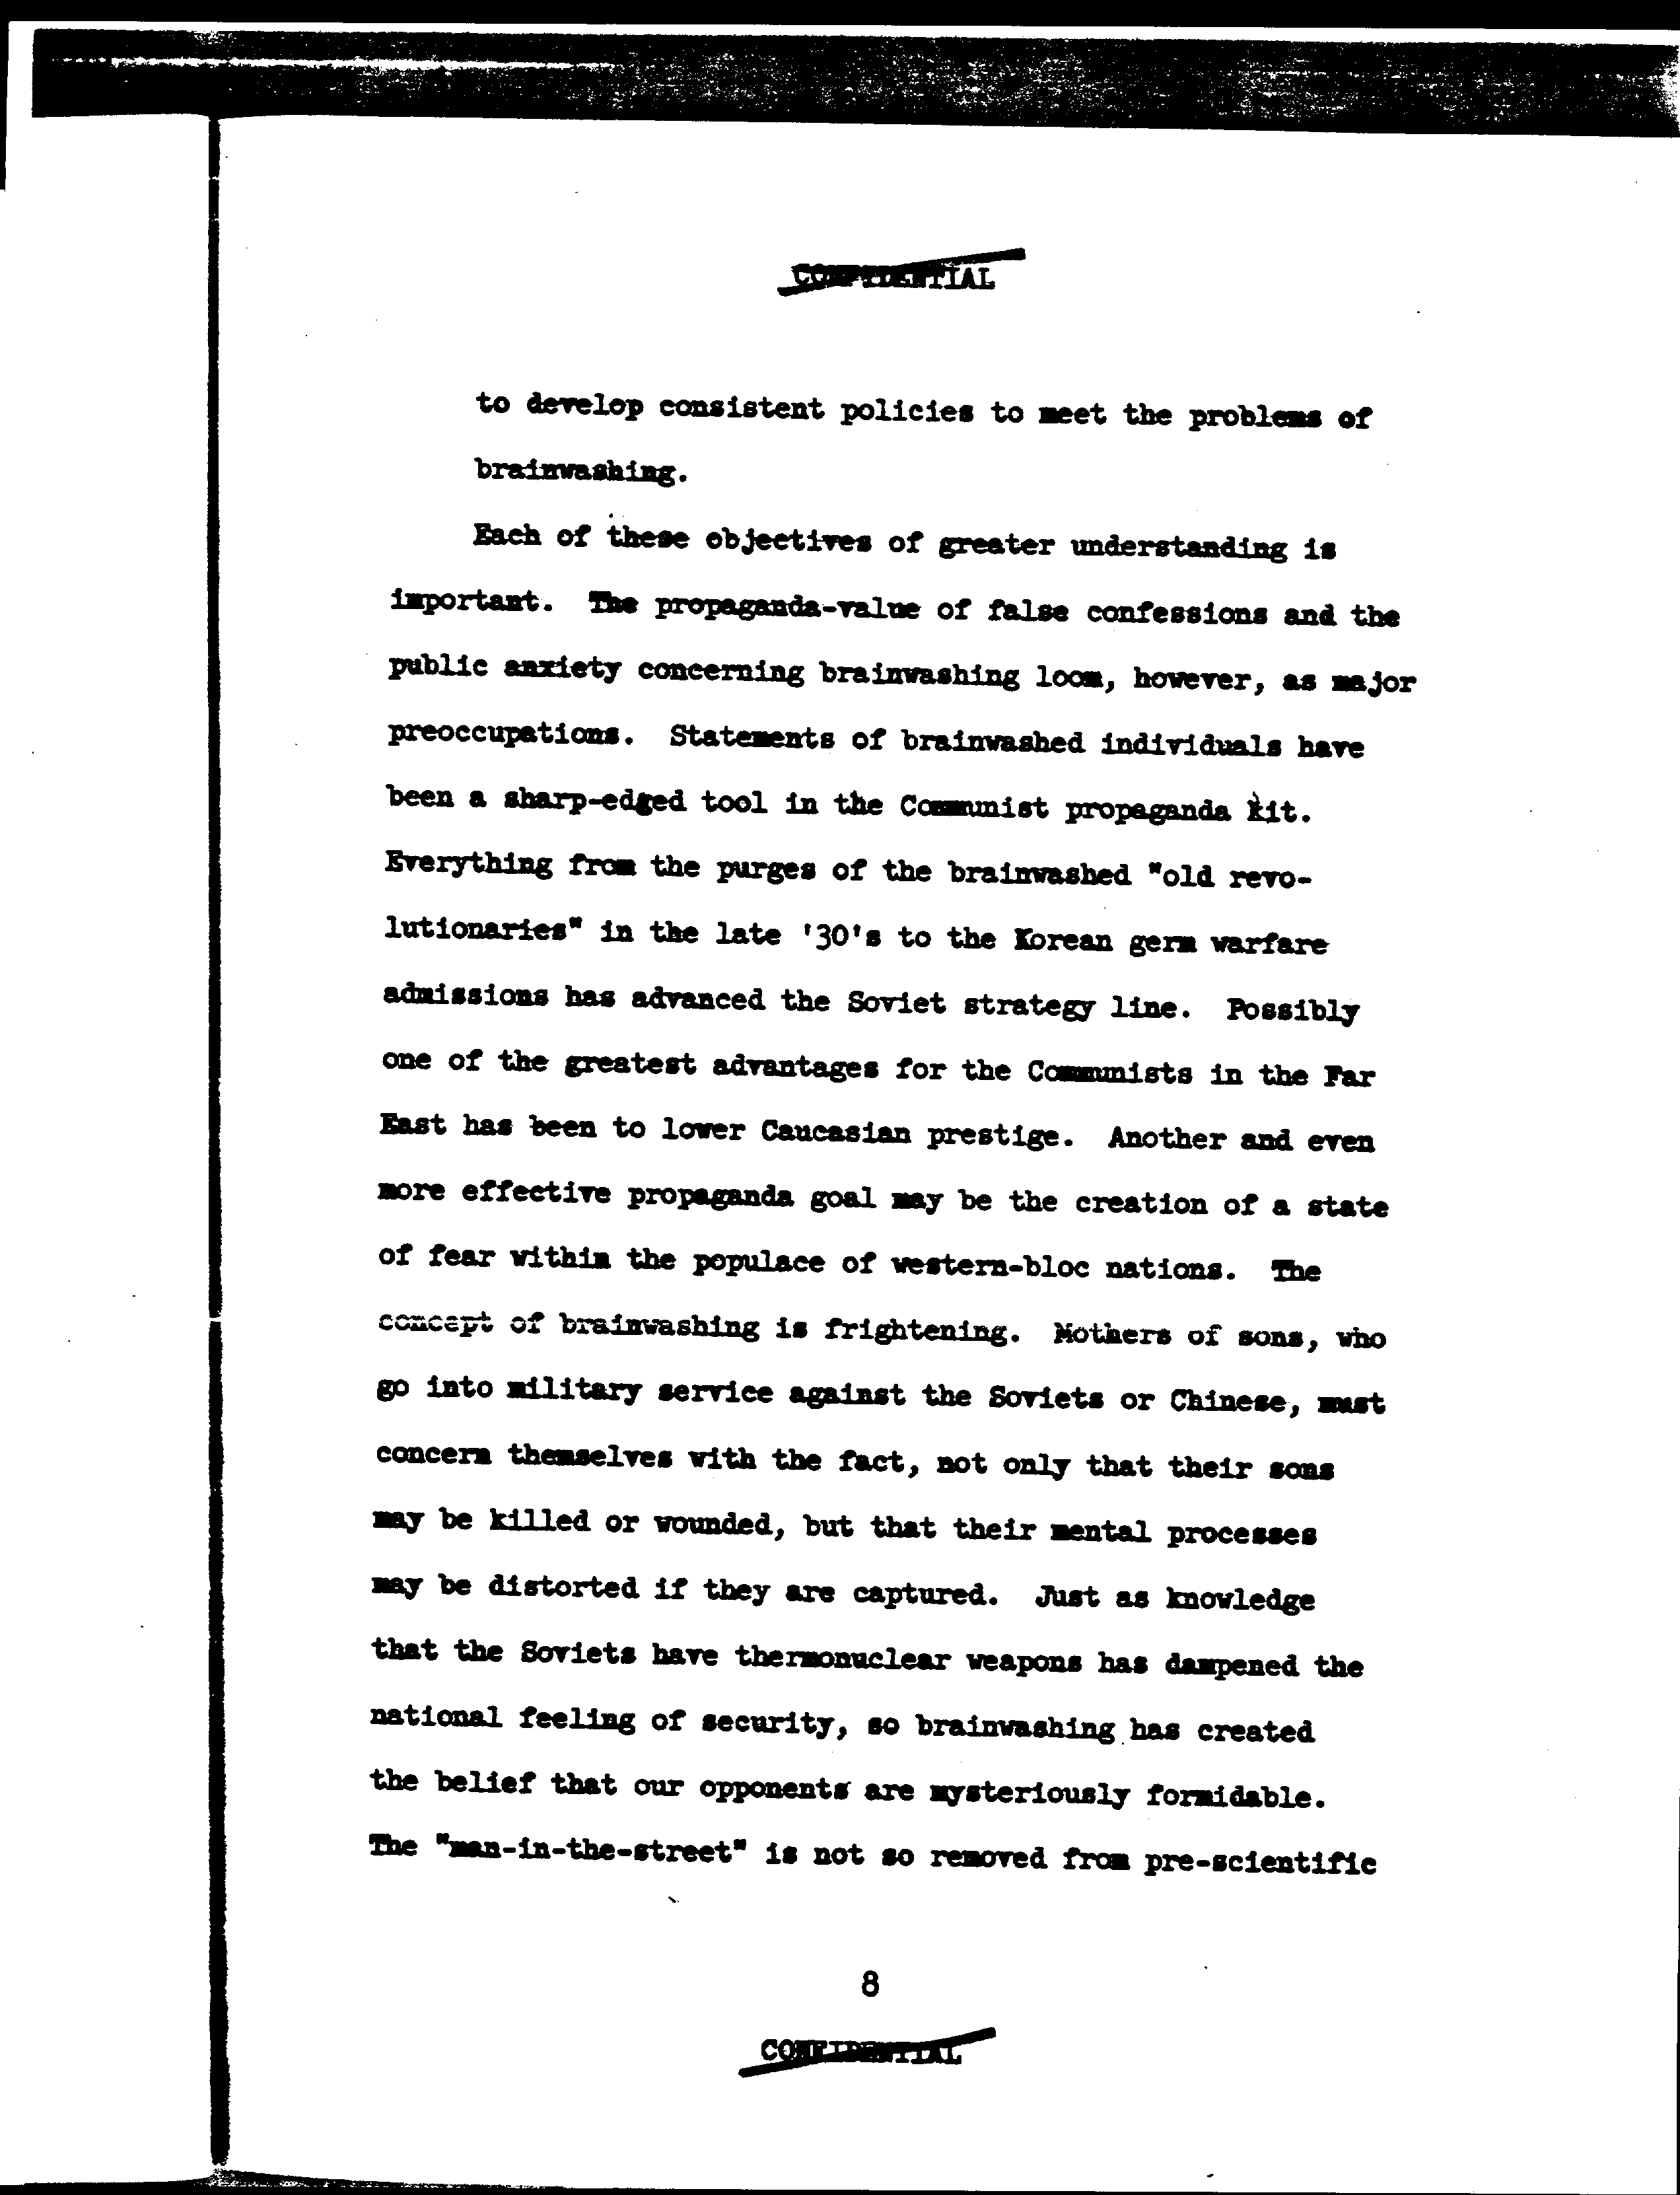 CONFIDENTIAL
to develop consistent policies to meet the problems of
brainwashing.
Each of these objectives of greater understanding is
important. The propaganda-value of false confessions and the
public anxiety concerning brainwashing loom, however, as major
preoccupations. Statements of brainwashed individuals have
been a sharp-edged tool in the Communist propaganda kit.
Everything from the purges of the brainwashed "old revo-
lutionaries" in the late '30's to the Korean germ warfare
admissions has advanced the Soviet strategy line. Possibly
one of the greatest advantages for the Communists in the Far
East has been to lower Caucasian prestige. Another and even
more effective propaganda goal may be the creation of a state
of fear within the populace of western-bloc nations. The
concept of brainwashing is frightening. Mothers of sons, who
go into military service against the Soviets or Chinese, must
concern themselves with the fact, not only that their sons
may be killed or wounded, but that their mental processes
may be distorted if they are captured. Just as knowledge
that the Soviets have thermonuclear weapons has dampened the
national feeling of security, so brainwashing has created
the belief that our opponents are mysteriously formidable.
The "man-in-the-street" is not so removed from pre-scientific
8
CONFIDENTIAL